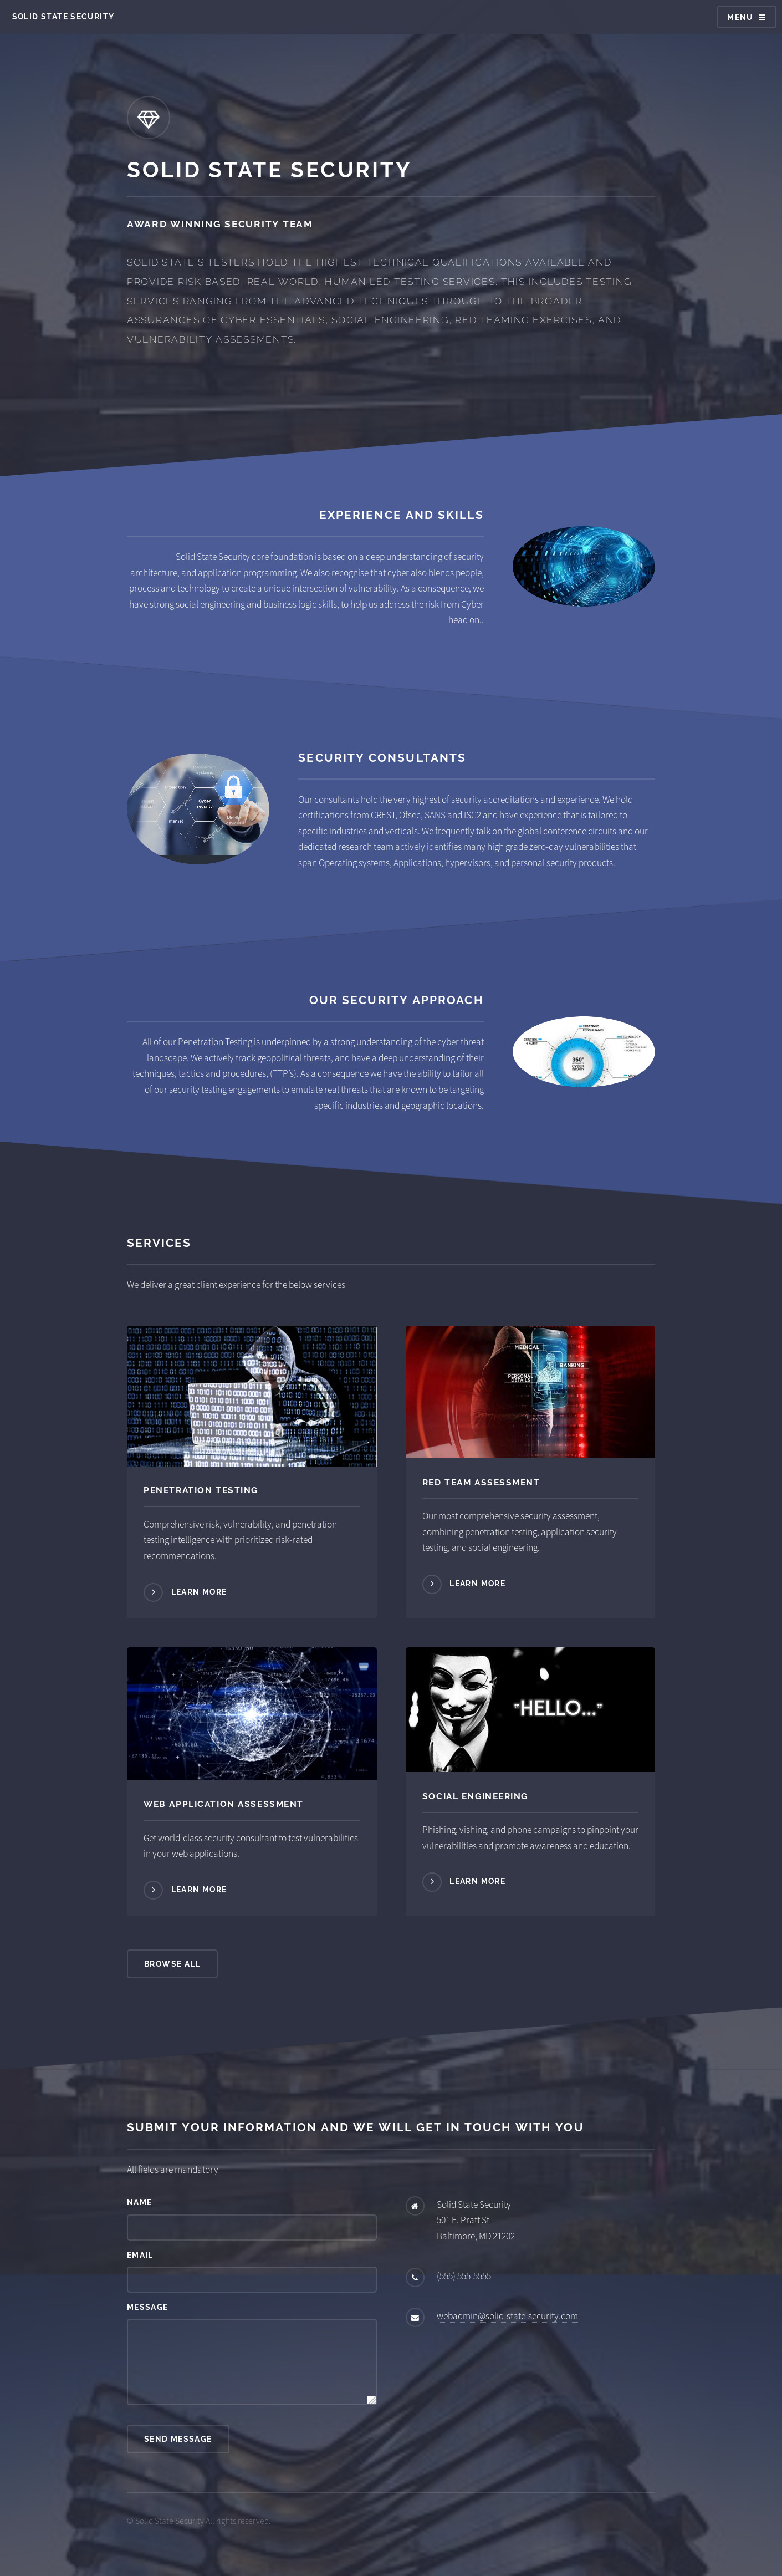 SOLID STATE SECURITY
MENU
SOLID STATE SECURITY
AWARD WINNING SECURITY TEAM
SOLID STATE'S TESTERS HOLD THE HIGHEST TECHNICAL QUALIFICATIONS AVAILABLE AND
PROVIDE RISK BASED, REAL WORLD, HUMAN LED TESTING SERVICES. THIS INCLUDES TESTING
SERVICES RANGING FROM THE ADVANCED TECHNIQUES THROUGH TO THE BROADER
ASSURANCES OF CYBER ESSENTIALS, SOCIAL ENGINEERING, RED TEAMING EXERCISES, AND
VULNERABILITY ASSESSMENTS.
EXPERIENCE AND SKILLS
Solid State Security core foundation is based on a deep understanding of security
architecture, and application programming. We also recognise that cyber also blends people,
process and technology to create a unique intersection of vulnerability. As a consequence, we
have strong social engineering and business logic skills, to help us address the risk from Cyber
head on..
Protection
Cyber
security
Internet
SECURITY CONSULTANTS
Our consultants hold the very highest of security accreditations and experience. We hold
certifications from CREST, Ofsec, SANS and ISC2 and have experience that is tailored to
specific industries and verticals. We frequently talk on the global conference circuits and our
dedicated research team actively identifies many high grade zero-day vulnerabilities that
span Operating systems, Applications, hypervisors, and personal security products.
OUR SECURITY APPROACH
All of our Penetration Testing is underpinned by a strong understanding of the cyber threat
landscape. We actively track geopolitical threats, and have a deep understanding of their
techniques, tactics and procedures, (TTP's). As a consequence we have the ability to tailor all
of our security testing engagements to emulate real threats that are known to be targeting
specific industries and geographic locations.
360°
CYBER
SECURITY
SERVICES
We deliver a great client experience for the below services
PENETRATION TESTING
Comprehensive risk, vulnerability, and penetration
testing intelligence with prioritized risk-rated
recommendations.
LEARN MORE
MEDICAL
BANKING
PERSONAL
DETAILS
RED TEAM ASSESSMENT
Our most comprehensive security assessment,
combining penetration testing, application security
testing, and social engineering.
LEARN MORE
WEB APPLICATION ASSESSMENT
Get world-class security consultant to test vulnerabilities
in your web applications.
LEARN MORE
"HELLO..."
SOCIAL ENGINEERING
Phishing, vishing, and phone campaigns to pinpoint your
vulnerabilities and promote awareness and education.
LEARN MORE
BROWSE ALL
SUBMIT YOUR INFORMATION AND WE WILL GET IN TOUCH WITH YOU
All fields are mandatory
NAME
EMAIL
MESSAGE
SEND MESSAGE
Solid State Security
501 E. Pratt St
Baltimore, MD 21202
(555) 555-5555
webadmin@solid-state-security.com
© Solid State Security All rights reserved.